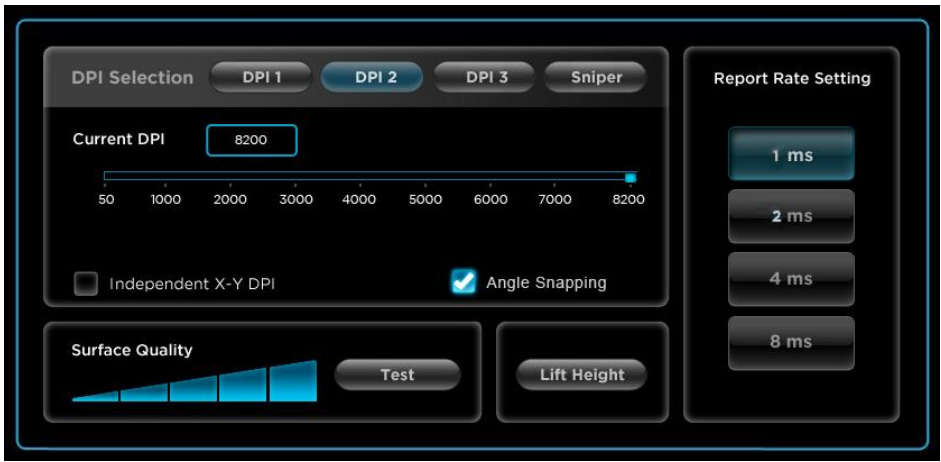 DPI Selection DPI 1 DPI 2 DPI 3 Sniper
Current DPI 8200
50 1000 2000 3000 4000 5000 6000 7000 8200
Independent X-Y DPI Angle Snapping
Surface Quality
Test
Lift Height
Report Rate Setting
1 ms
2 ms
4 ms
8 ms